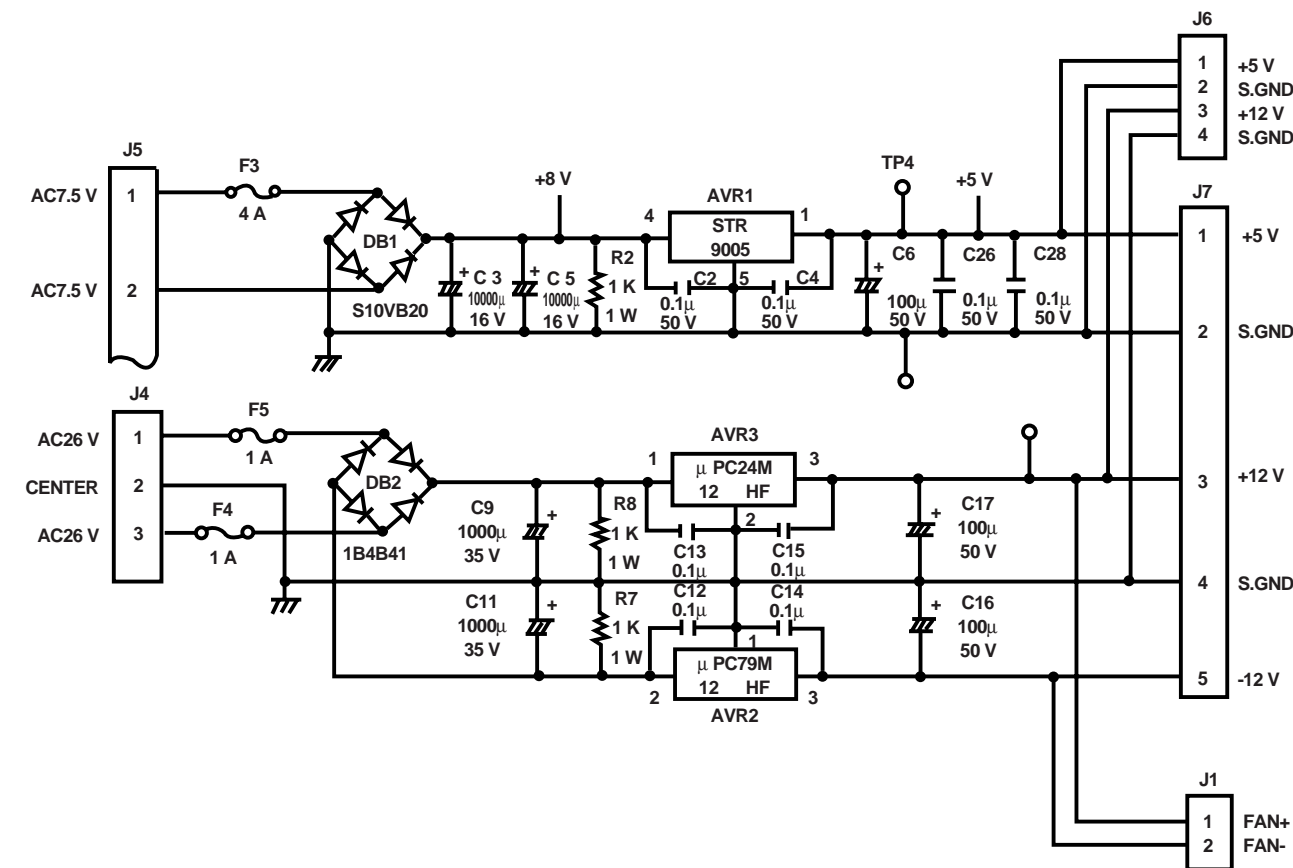 J6
1 +5 V
2 S.GND
3 +12 V
4 S.GND
J5
AC7.5 V 1
AC7.5 V 2
F3
4 A
DB1
S10VB20
+8 V
C 3
10000µ
16 V
C 5
10000µ
16 V
R2
1 K
1 W
AVR1
4 STR 1
9005
5
C2
0.1µ
50 V
C4
0.1µ
50 V
TP4
+5 V
C6
100µ
50 V
C26
0.1µ
50 V
C28
0.1µ
50 V
J7
1 +5 V
2 S.GND
3 +12 V
4 S.GND
5 -12 V
J4
AC26 V 1
CENTER 2
AC26 V 3
F5
1 A
F4
1 A
DB2
1B4B41
C9
1000µ
35 V
R8
1 K
1 W
AVR3
1 µ PC24M 3
12 HF
2
C13
0.1µ
C15
0.1µ
C17
100µ
50 V
C11
1000µ
35 V
R7
1 K
1 W
C12
0.1µ
C14
0.1µ
1
µ PC79M
2 12 HF 3
AVR2
C16
100µ
50 V
J1
1 FAN+
2 FAN-
+
+
+
+
+
+
+